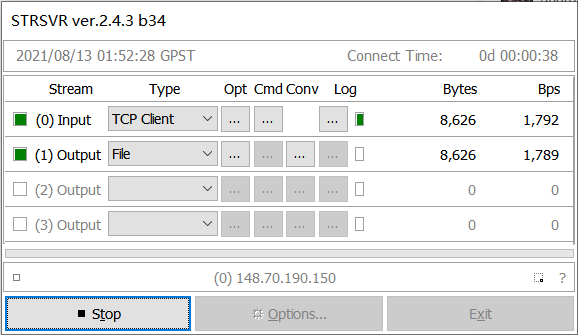 STRSVR ver.2.4.3 b34
2021/08/13 01:52:28 GPST Connect Time: 0d 00:00:38
Stream Type Opt Cmd Conv Log Bytes Bps
(0) Input TCP Client ... ... ... 8,626 1,792
(1) Output File ... ... ... ... 8,626 1,789
(2) Output ... ... ... ... 0 0
(3) Output ... ... ... ... 0 0
(0) 148.70.190.150 ?
Stop Options... Exit